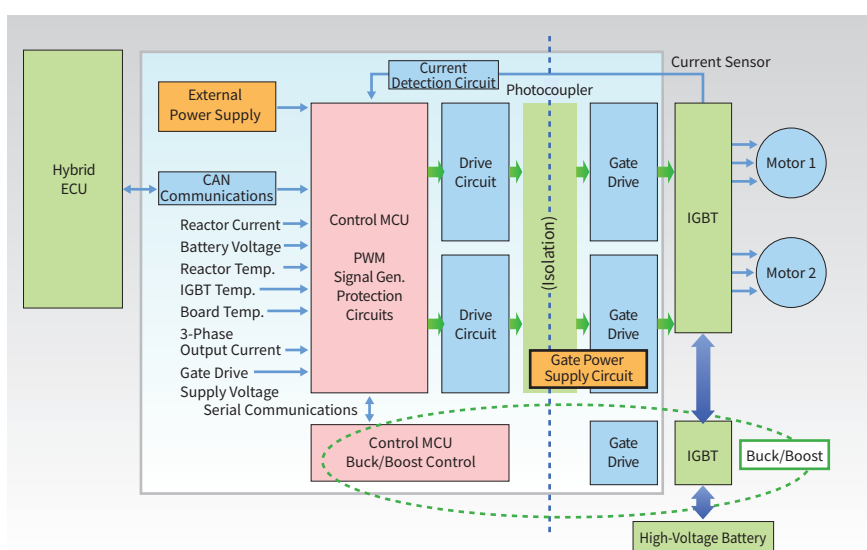 Current Sensor
Current
Detection Circuit
Photocoupler
External
Power Supply
Hybrid
ECU
CAN
Communications
Drive
Circuit
Gate
Drive
Motor 1
Reactor Current
Battery Voltage
Reactor Temp.
IGBT Temp.
Board Temp.
3-Phase
Output Current
Gate Drive
Supply Voltage
Control MCU
PWM
Signal Gen.
Protection
Circuits
(Isolation)
IGBT
Motor 2
Drive
Circuit
Gate
Drive
Gate Power
Supply Circuit
Serial Communications
Control MCU
Buck/Boost Control
Gate
Drive
IGBT
Buck/Boost
High-Voltage Battery